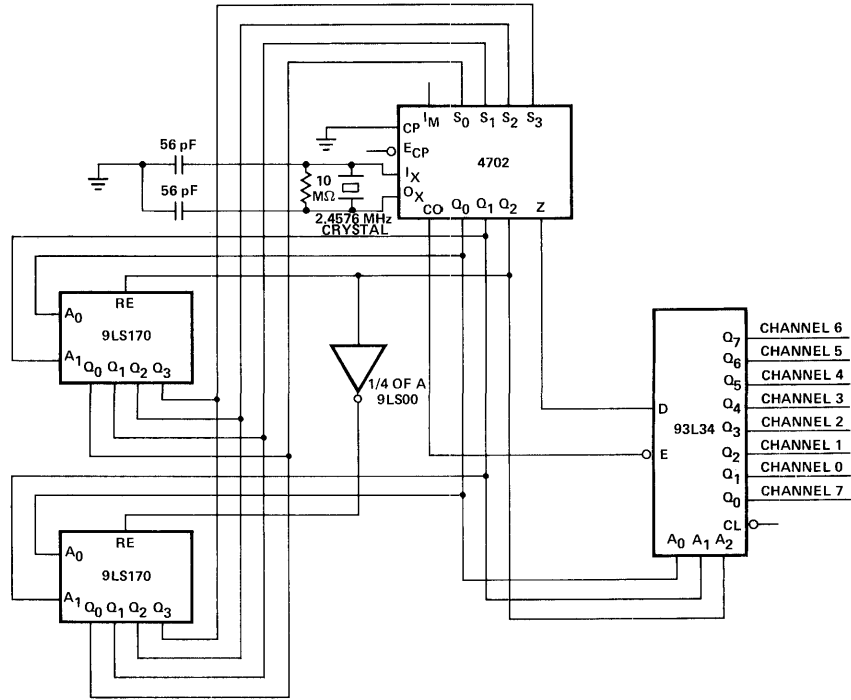 I_M S_0 S_1 S_2 S_3
CP
E_CP
4702
I_X
O_X
CO Q_0 Q_1 Q_2 Z
56 pF
56 pF
10
MΩ
2.4576 MHz
CRYSTAL
RE
A_0
9LS170
A_1
Q_0 Q_1 Q_2 Q_3
1/4 OF A
9LS00
RE
A_0
9LS170
A_1
Q_0 Q_1 Q_2 Q_3
D
E
93L34
Q_7 CHANNEL 6
Q_6 CHANNEL 5
Q_5 CHANNEL 4
Q_4 CHANNEL 3
Q_3 CHANNEL 2
Q_2 CHANNEL 1
Q_1 CHANNEL 0
Q_0 CHANNEL 7
CL
A_0 A_1 A_2